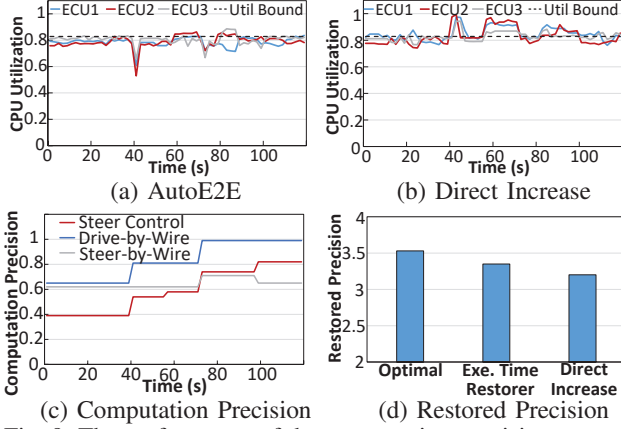 ECU1 ECU2 ECU3 Util Bound
1
0.8
0.6
0.4
0.2
0
CPU Utilization
0 20 40 60 80 100
Time (s)
(a) AutoE2E
ECU1 ECU2 ECU3 Util Bound
1
0.8
0.6
0.4
0.2
0
CPU Utilization
0 20 40 60 80 100
Time (s)
(b) Direct Increase
Steer Control
Drive-by-Wire
Steer-by-Wire
1
0.8
0.6
0.4
0.2
0
Computation Precision
0 20 40 60 80 100
Time (s)
(c) Computation Precision
4
3.5
3
2.5
2
Restored Precision
Optimal Exe. Time Direct
Restorer Increase
(d) Restored Precision